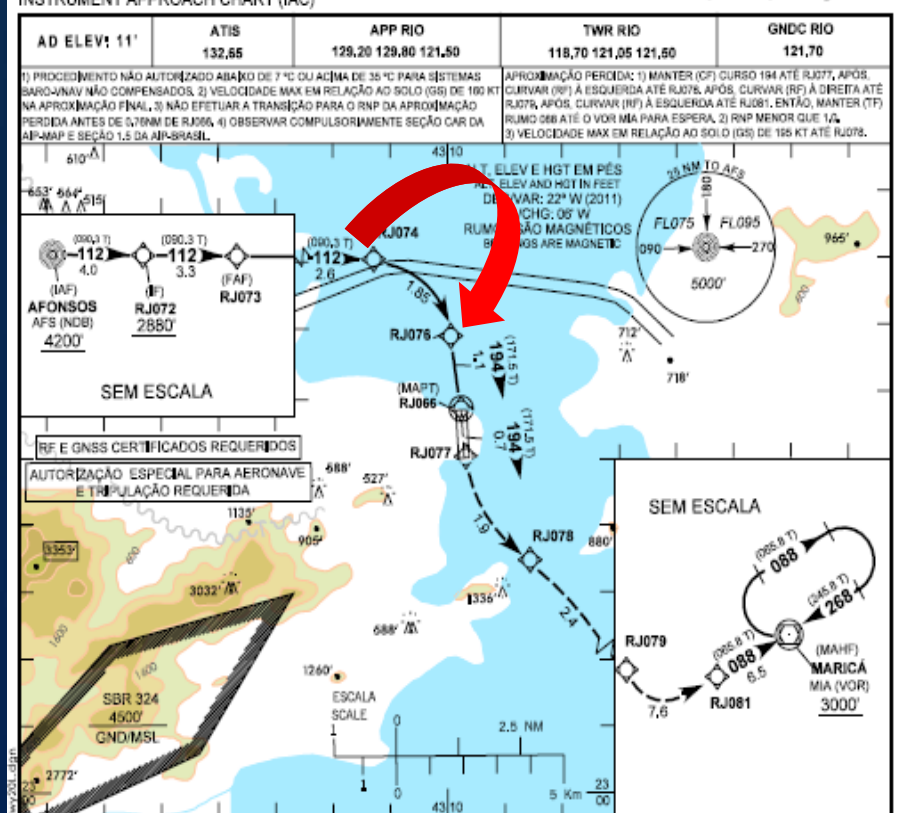 INSTRUMENT APPROACH CHART (IAC)
AD ELEV: 11'
ATIS
132,65
APP RIO
129.20 129.80 121.50
TWR RIO
118,70 121,05 121,50
GNDC RIO
121,70
1) PROCEDIMENTO NÃO AUTORIZADO ABAIXO DE 7 °C OU ACIMA DE 35 °C PARA SISTEMAS
BARO-VNAV NÃO COMPENSADOS. 2) VELOCIDADE MAX EM RELAÇÃO AO SOLO (GS) DE 160 KT
NA APROXIMAÇÃO FINAL. 3) NÃO EFETUAR A TRANSIÇÃO PARA O RNP DA APROXIMAÇÃO
PERDIDA ANTES DE 0,76NM DE RJ066. 4) OBSERVAR COMPULSORIAMENTE SEÇÃO CAR DA
AIP-MAP E SEÇÃO 1.5 DA AIP-BRASIL.
APROXIMAÇÃO PERDIDA: 1) MANTER (CF) CURSO 194 ATÉ RJ077, APÓS,
CURVAR (RF) À ESQUERDA ATÉ RJ078. APÓS, CURVAR (RF) À DIREITA ATÉ
RJ079, APÓS, CURVAR (RF) À ESQUERDA ATÉ RJ081. ENTÃO, MANTER (TF)
RUMO 088 ATÉ O VOR MIA PARA ESPERA. 2) RNP MENOR QUE 1,0.
3) VELOCIDADE MAX EM RELAÇÃO AO SOLO (GS) DE 195 KT ATÉ RJ078.
610'
43|10
ALT, ELEV E HGT EM PÉS
ALT, ELEV AND HGT IN FEET
VAR: 22° W (2011)
VCHG: 06' W
RUMOS SÃO MAGNÉTICOS
BEARINGS ARE MAGNETIC
25 NM TO AFS
180
FL075
FL095
090
270
5000'
965'
600
653'
564'
515'
(090,3 T)
112
4.0
(090.3 T)
112
3.3
(IAF)
AFONSOS
AFS (NDB)
4200'
(IF)
RJ072
2880'
(FAF)
RJ073
SEM ESCALA
(090,3 T)
112
2.6
RJ074
1.85
RJ076
(171.5 T)
194
1.1
(MAPT)
RJ066
(171.5 T)
194
0.7
RJ077
712'
718'
RF E GNSS CERTIFICADOS REQUERIDOS
AUTORIZAÇÃO ESPECIAL PARA AERONAVE
E TRIPULAÇÃO REQUERIDA
688'
527'
1135'
905'
3353'
600
1.9
RJ078
880'
3032'
336'
2.4
688'
1600
1600
SBR 324
4500'
GND/MSL
2772'
1260'
ESCALA
SCALE
1
0
2.5 NM
1
0
5 Km
43|10
23
00
SEM ESCALA
(065.8 T)
088
(245.8 T)
268
RJ079
(065.8 T)
088
6.5
7.6
RJ081
(MAHF)
MARICÁ
MIA (VOR)
3000'
wy20L.dgn